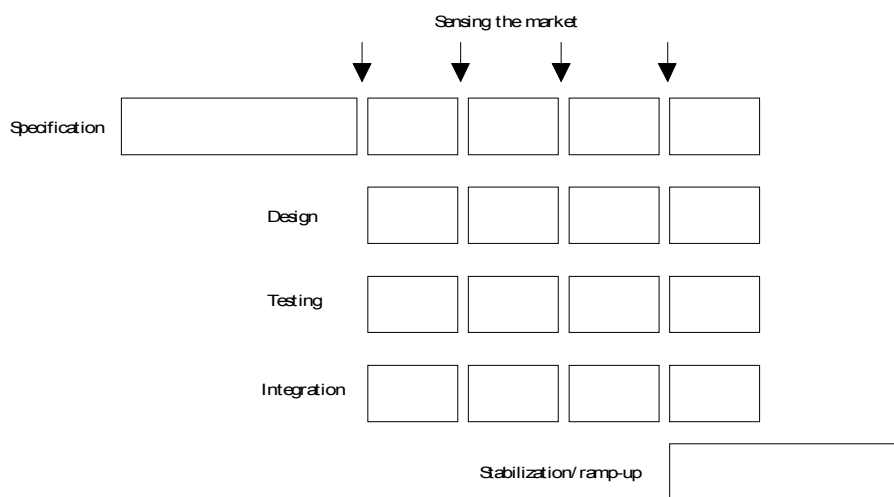 Sensing the market
Specification
Design
Testing
Integration
Stabilization/ramp-up